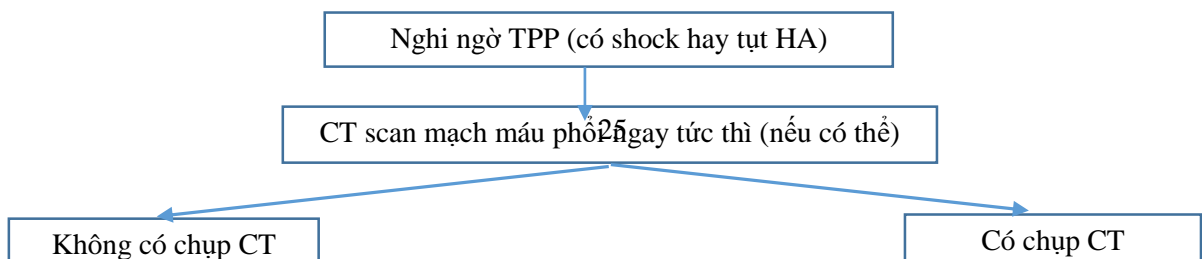 Nghi ngờ TPP (có shock hay tụt HA)
CT scan mạch máu phổi ngay tức thì (nếu có thể)
25
Không có chụp CT
Có chụp CT